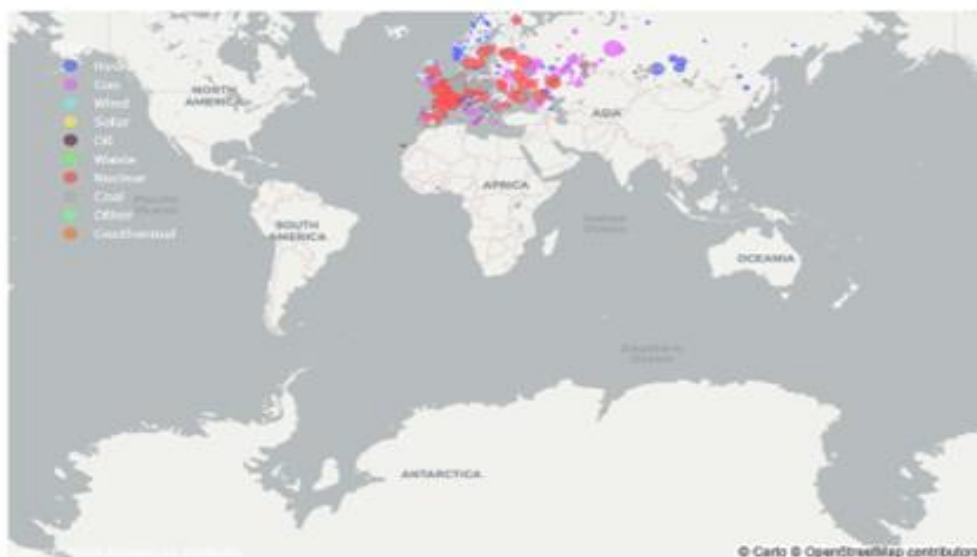 NORTH
AMERICA
Hydro
Gas
Wind
Solar
Oil
Waste
Nuclear
Coal
Other
Geothermal
ASIA
AFRICA
SOUTH
AMERICA
OCEANIA
ANTARCTICA
© Carto © OpenStreetMap contributors